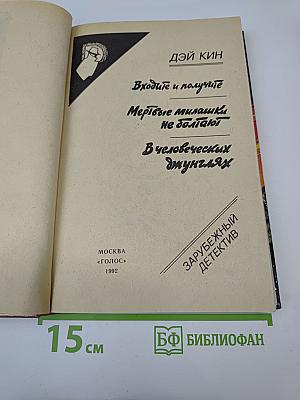 ДЭЙ КИН
Входите и получите
Мертвые милашки
не болтают
В человеческих
джунглях
ЗАРУБЕЖНЫЙ
ДЕТЕКТИВ
МОСКВА
«ГОЛОС»
1992
15 см
БФ БИБЛИОФАН